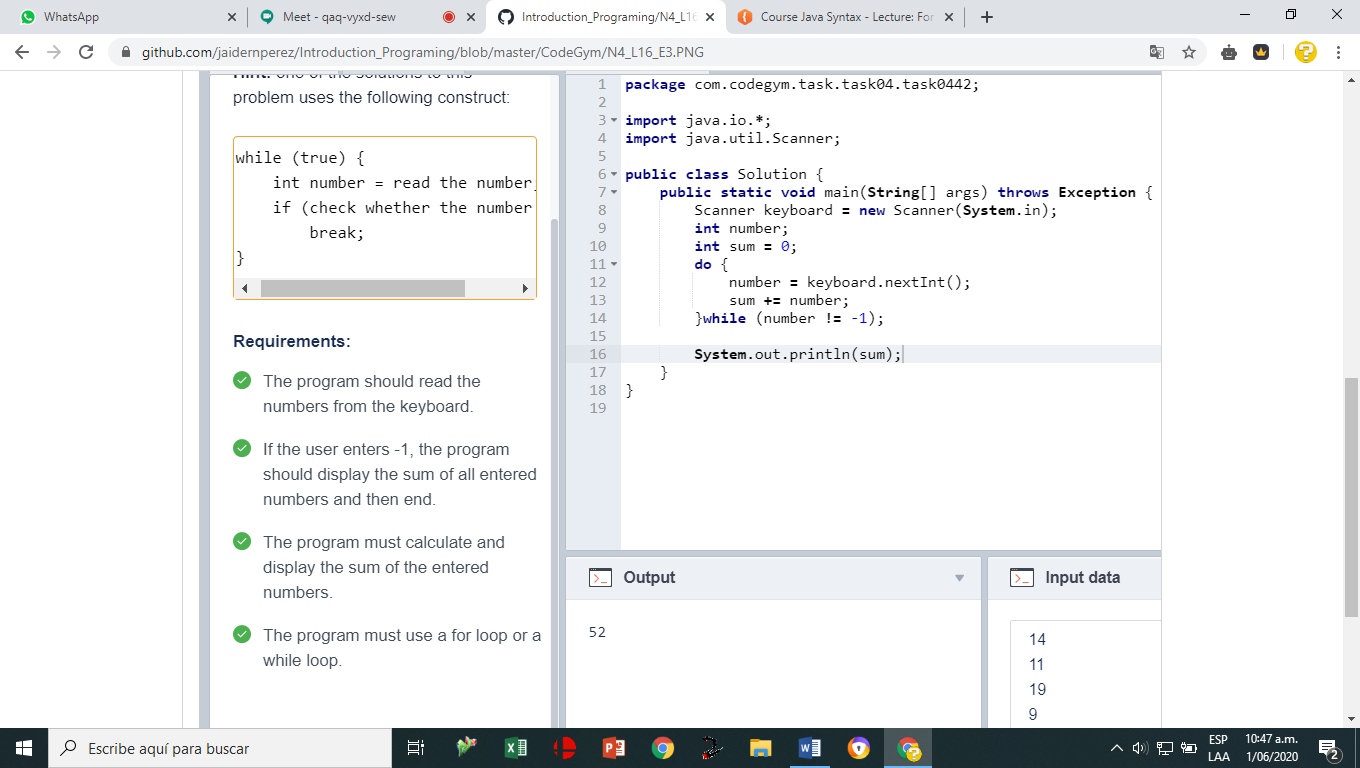 WhatsApp
Meet - qaq-vyxd-sew
Introduction_Programing/N4_L16
Course Java Syntax - Lecture: For
github.com/jaidernperez/Introduction_Programing/blob/master/CodeGym/N4_L16_E3.PNG
problem uses the following construct:
while (true) {
int number = read the number
if (check whether the number
break;
}
Requirements:
The program should read the
numbers from the keyboard.
If the user enters -1, the program
should display the sum of all entered
numbers and then end.
The program must calculate and
display the sum of the entered
numbers.
The program must use a for loop or a
while loop.
1 package com.codegym.task.task04.task0442;
2
3 import java.io.*;
4 import java.util.Scanner;
5
6 public class Solution {
7 public static void main(String[] args) throws Exception {
8 Scanner keyboard = new Scanner(System.in);
9 int number;
10 int sum = 0;
11 do {
12 number = keyboard.nextInt();
13 sum += number;
14 }while (number != -1);
15
16 System.out.println(sum);
17 }
18 }
19
Output
52
Input data
14
11
19
9
Escribe aquí para buscar
ESP
LAA
10:47 a.m.
1/06/2020
2